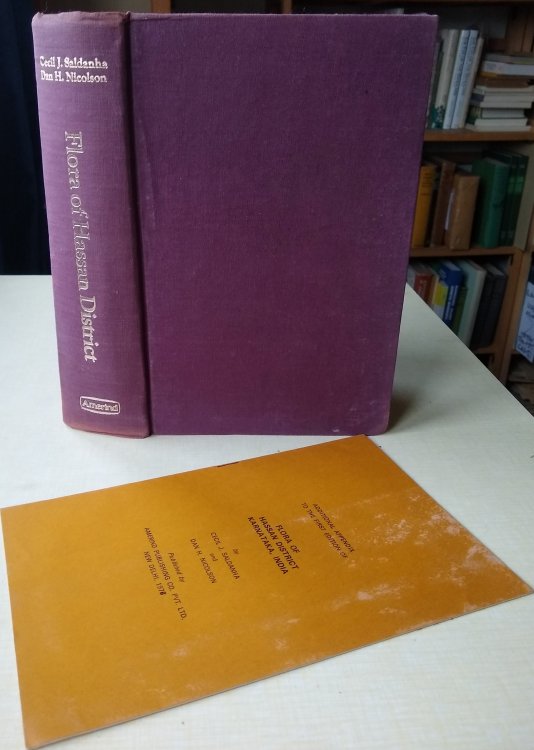 Cecil J. Saldanha
Dan H. Nicolson
Flora of Hassan District
Amerind
ADDITIONAL APPENDIX
TO THE FIRST EDITION OF
FLORA OF
HASSAN DISTRICT
KARNATAKA, INDIA
by
CECIL J. SALDANHA
and
DAN H. NICOLSON
Published by
AMERIND PUBLISHING CO. PVT. LTD.
NEW DELHI, 1976